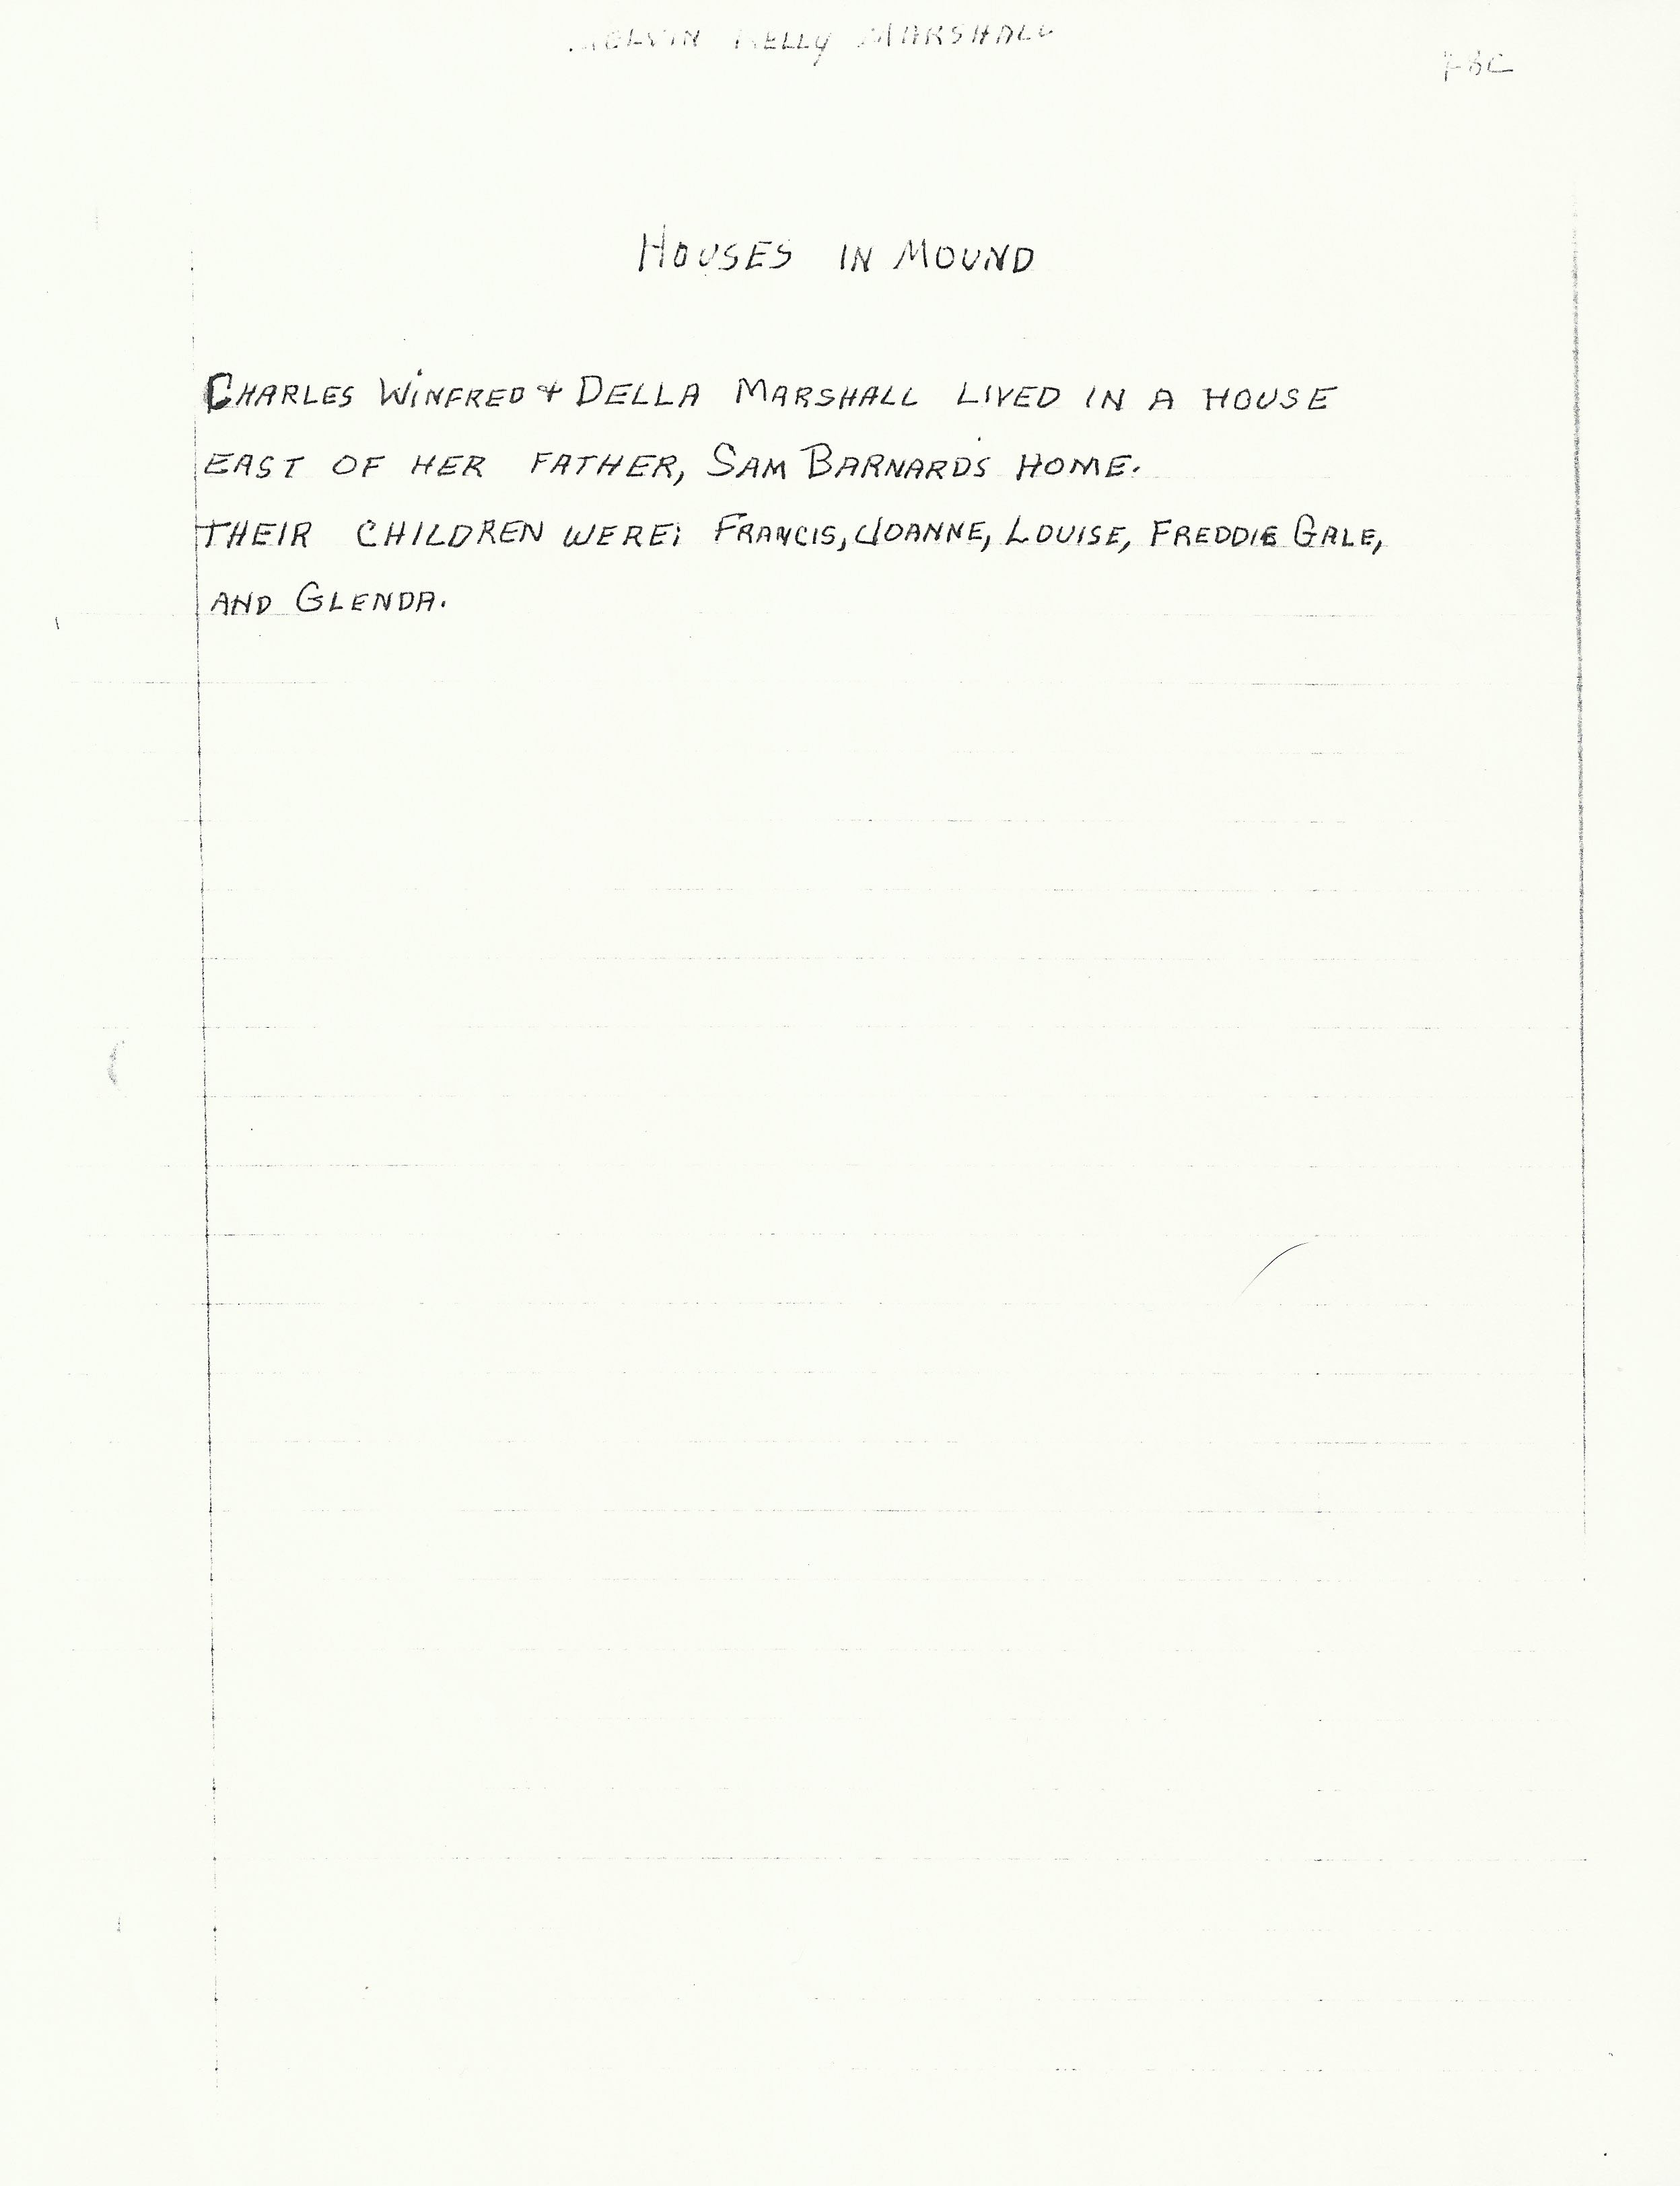 MELVIN KELLY MARSHALL
HOUSES IN MOUND
CHARLES WINFRED & DELLA MARSHALL LIVED IN A HOUSE
EAST OF HER FATHER, SAM BARNARD'S HOME.
THEIR CHILDREN WERE: FRANCIS, JOANNE, LOUISE, FREDDIE GALE,
AND GLENDA.